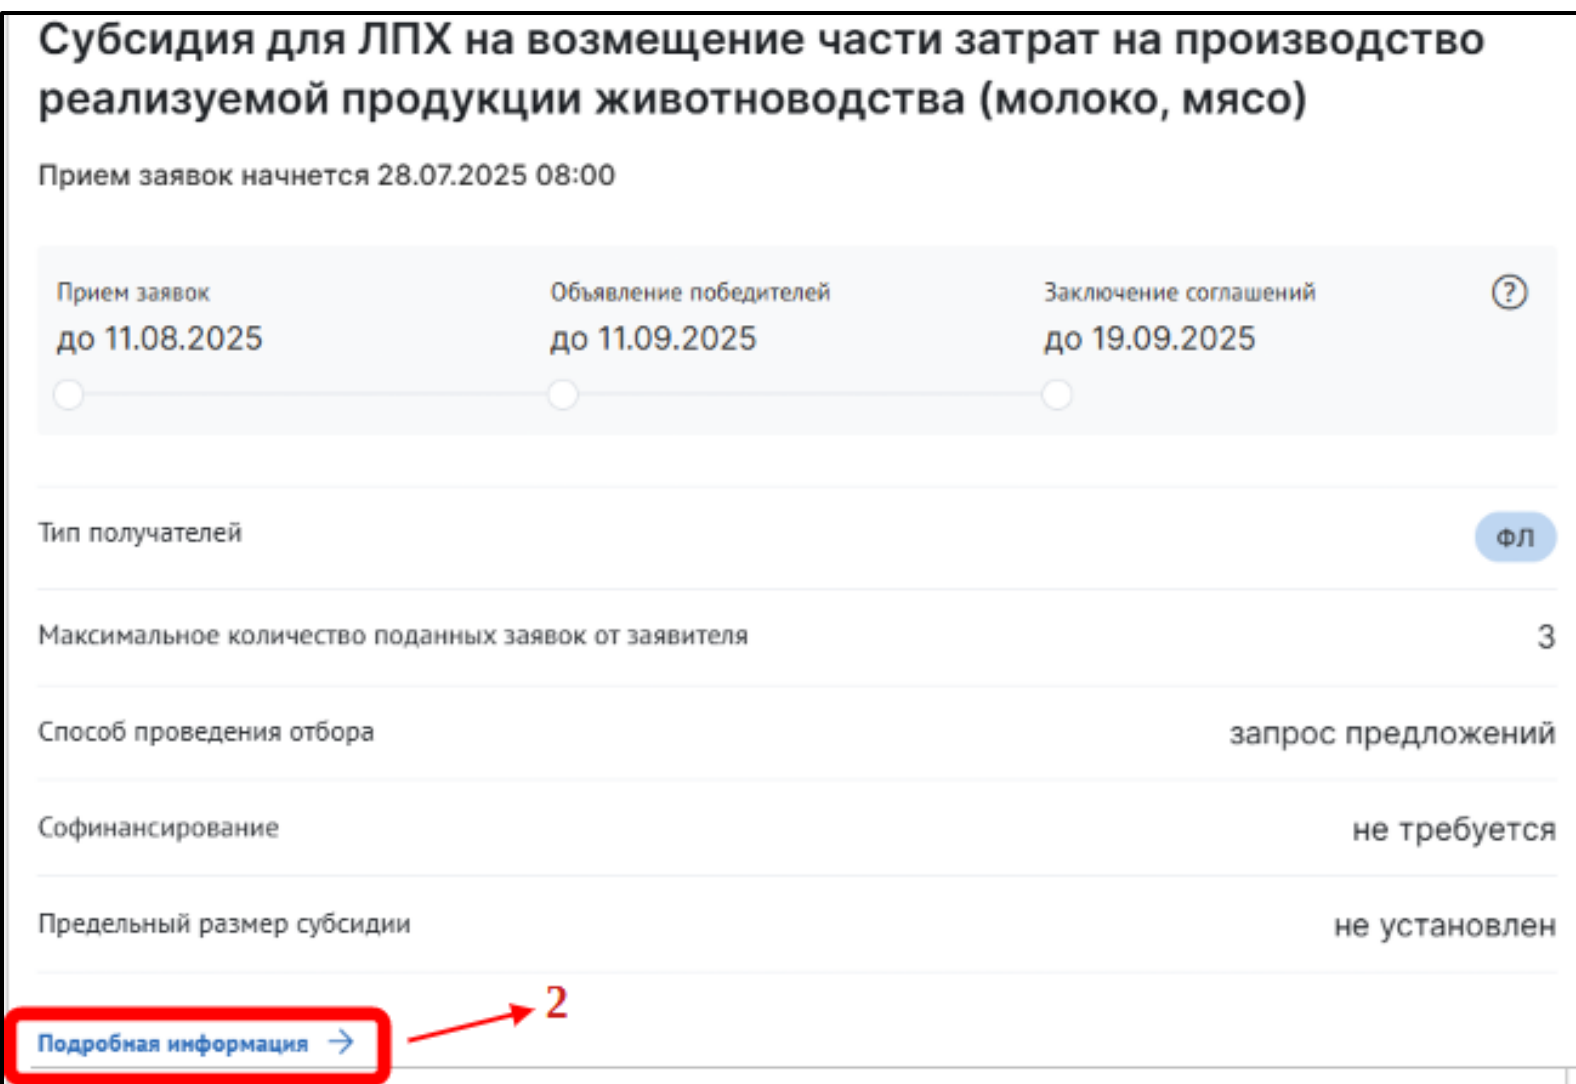 Субсидия для ЛПХ на возмещение части затрат на производство
реализуемой продукции животноводства (молоко, мясо)
Прием заявок начнется 28.07.2025 08:00
Прием заявок
до 11.08.2025
Объявление победителей
до 11.09.2025
Заключение соглашений
до 19.09.2025
?
Тип получателей
ФЛ
Максимальное количество поданных заявок от заявителя
3
Способ проведения отбора
запрос предложений
Софинансирование
не требуется
Предельный размер субсидии
не установлен
2
Подробная информация →